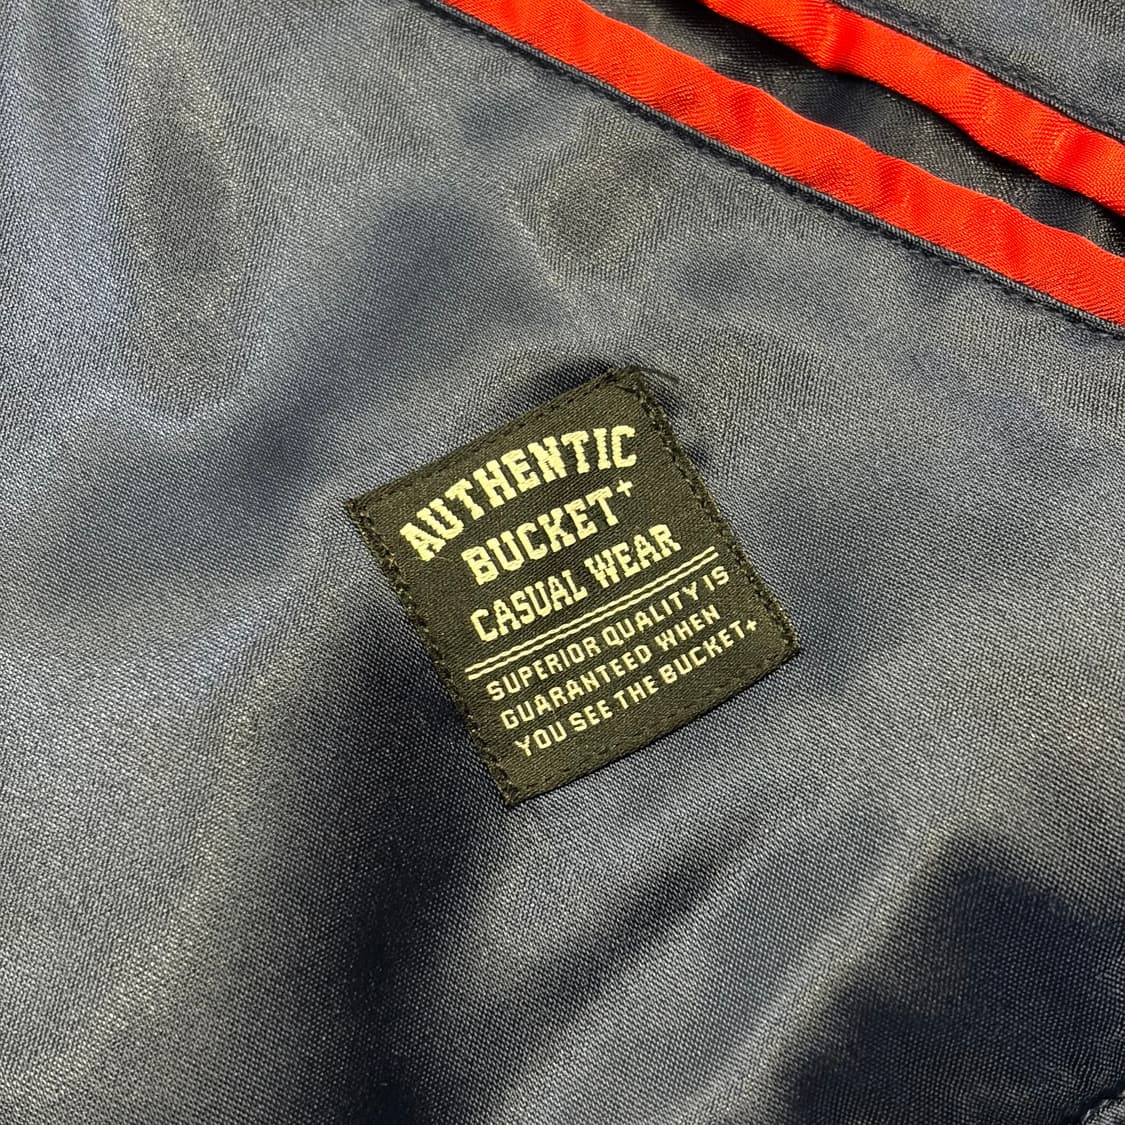 AUTHENTIC
BUCKET+
CASUAL WEAR
SUPERIOR QUALITY IS
GUARANTEED WHEN
YOU SEE THE BUCKET+